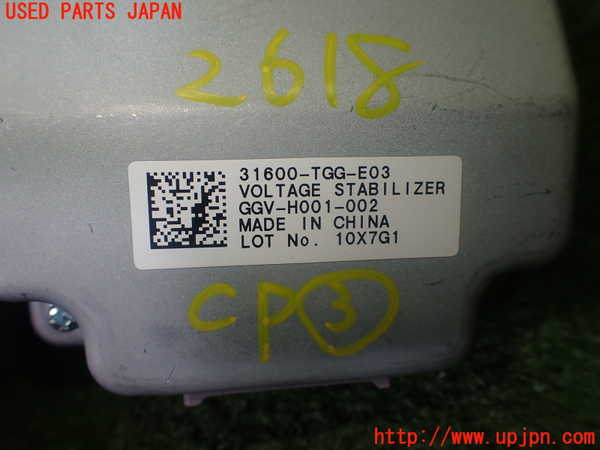 USED PARTS JAPAN
2618
31600-TGG-E03
VOLTAGE STABILIZER
GGV-H001-002
MADE IN CHINA
LOT No. 10X7G1
CP③
http://www.upjpn.com/